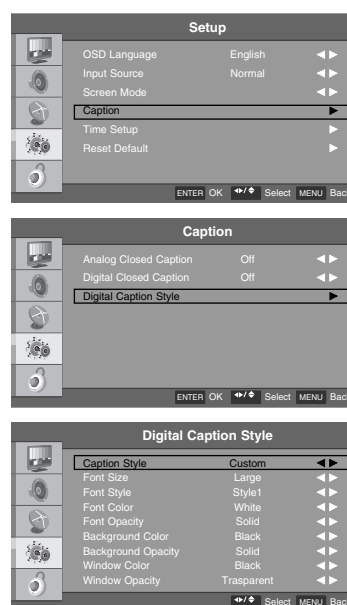 Setup
OSD Language English
Input Source Normal
Screen Mode
Caption
Time Setup
Reset Default
ENTER OK Select MENU Bac
Caption
Analog Closed Caption Off
Digital Closed Caption Off
Digital Caption Style
ENTER OK Select MENU Bac
Digital Caption Style
Caption Style Custom
Font Size Large
Font Style Style1
Font Color White
Font Opacity Solid
Background Color Black
Background Opacity Solid
Window Color Black
Window Opacity Trasparent
Select MENU Bac